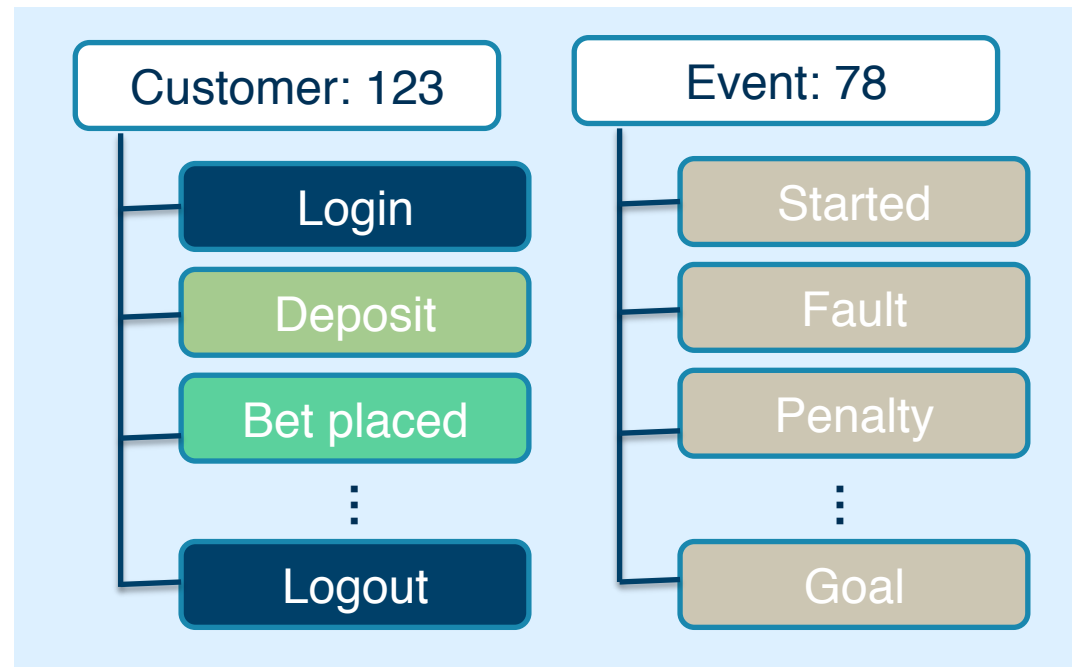 Customer: 123
Login
Deposit
Bet placed
⋮
Logout
Event: 78
Started
Fault
Penalty
⋮
Goal